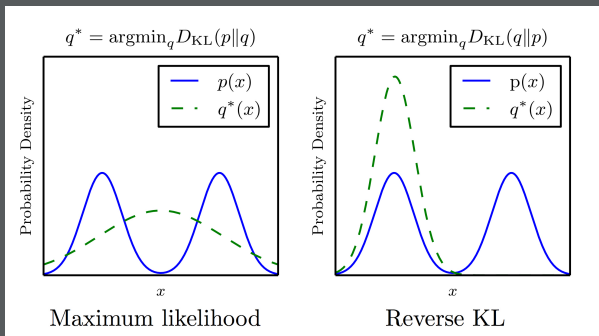 q* = argmin_q D_KL(p‖q)
p(x)
q*(x)
Probability Density
x
Maximum likelihood
q* = argmin_q D_KL(q‖p)
p(x)
q*(x)
Probability Density
x
Reverse KL